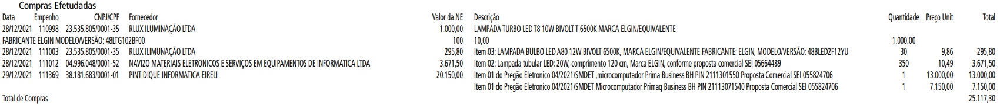 Compras Efetudadas
Data Empenho CNPJ/CPF Fornecedor Valor da NE Descrição Quantidade Preço Unit Total
28/12/2021 110998 23.535.805/0001-35 RLUX ILUMINAÇÃO LTDA 1.000,00 LAMPADA TURBO LED T8 10W BIVOLT T 6500K MARCA ELGIN/EQUIVALENTE
FABRICANTE ELGIN MODELO/VERSÃO: 48LTG102BF00 100 10,00 1.000.00
28/12/2021 111003 23.535.805/0001-35 RLUX ILIMUNAÇÃO LTDA 295,80 Item 03: LAMPADA BULBO LED A80 12W BIVOLT 6500K, MARCA ELGIN/EQUIVALENTE FABRICANTE: ELGIN, MODELO/VERSÃO: 48BLED2F12YU 30 9,86 295,80
28/12/2021 111012 04.996.048/0001-52 NAVIZO MATERIAIS ELETRONICOS E SERVIÇOS EM EQUIPAMENTOS DE INFORMATICA LTDA 3.671,50 Item 02: Lampada tubular LED: 20W, comprimento 120 cm, Marca ELGIN, conforme proposta comercial SEI 05664489 350 10,49 3.671,50
29/12/2021 111369 38.181.683/0001-01 PINT DIQUE INFORMATICA EIRELI 20.150,00 Item 01 do Pregão Eletronico 04/2021/SMDET ,microcomputador Prima Business BH PIN 2111301550 Proposta Comercial SEI 055824706 1 13.000,00 13.000,00
Item 01 do Pregão Eletronico 04/2021/SMDET Microcomputador Primaq Business BH PIN 21113071540 Proposta Comercial SEI 055824706 1 7.150,00 7.150,00
Total de Compras 25.117,30